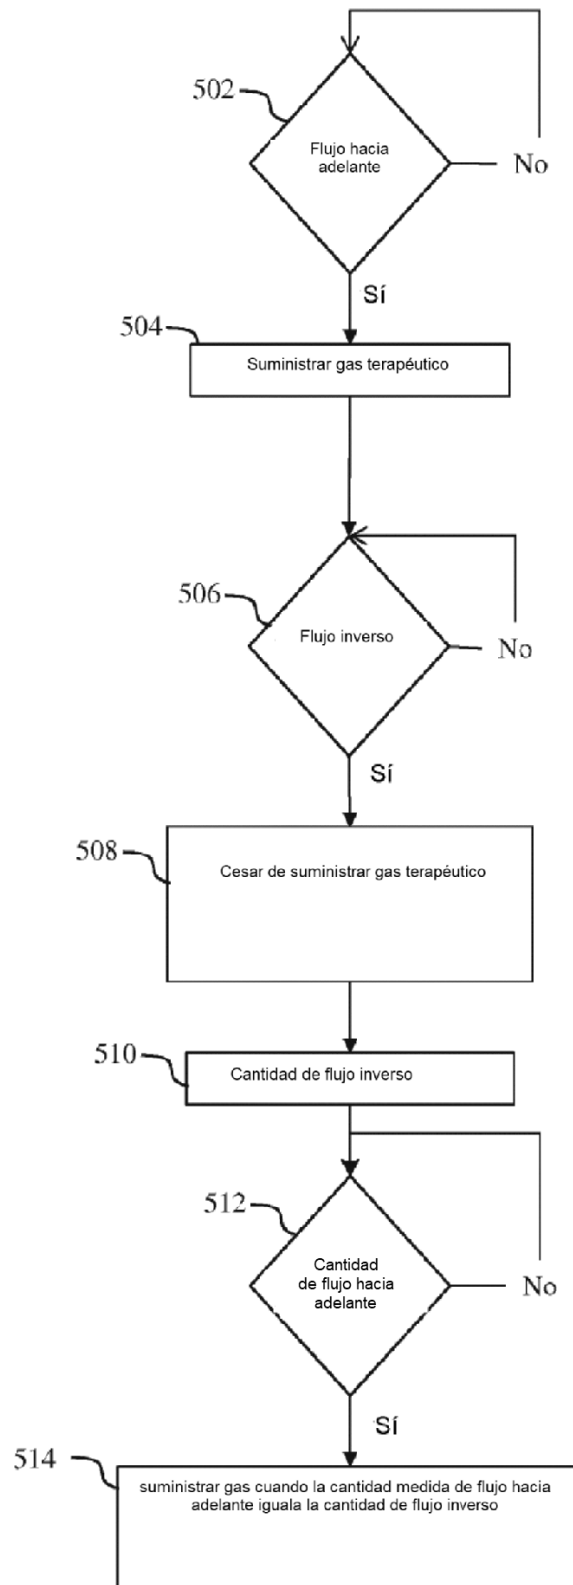 502
Flujo hacia
adelante
No
Sí
504
Suministrar gas terapéutico
506
Flujo inverso
No
Sí
508
Cesar de suministrar gas terapéutico
510
Cantidad de flujo inverso
512
Cantidad
de flujo hacia
adelante
No
Sí
514
suministrar gas cuando la cantidad medida de flujo hacia
adelante iguala la cantidad de flujo inverso